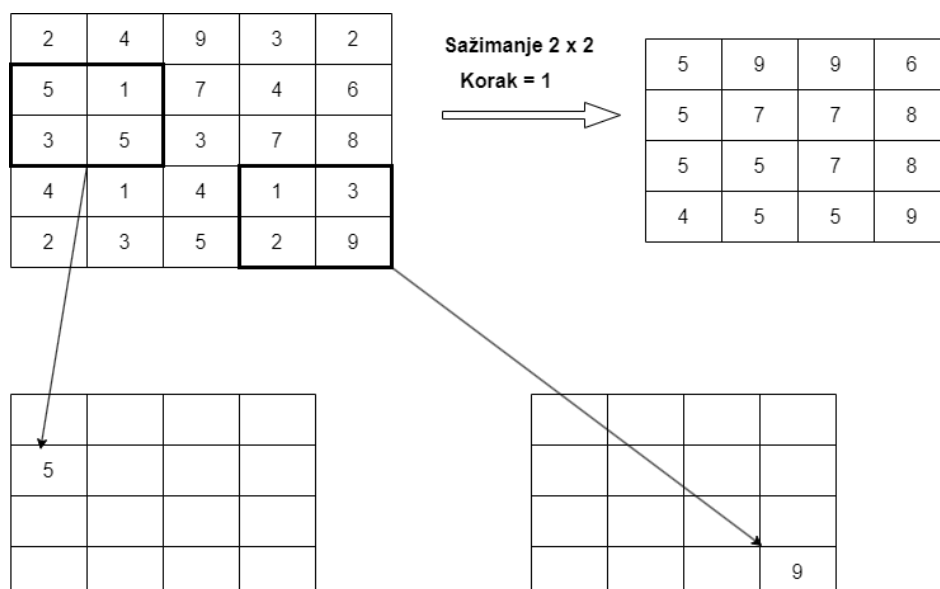 2 4 9 3 2
5 1 7 4 6
3 5 3 7 8
4 1 4 1 3
2 3 5 2 9
Sažimanje 2 x 2
Korak = 1
5 9 9 6
5 7 7 8
5 5 7 8
4 5 5 9
5
9